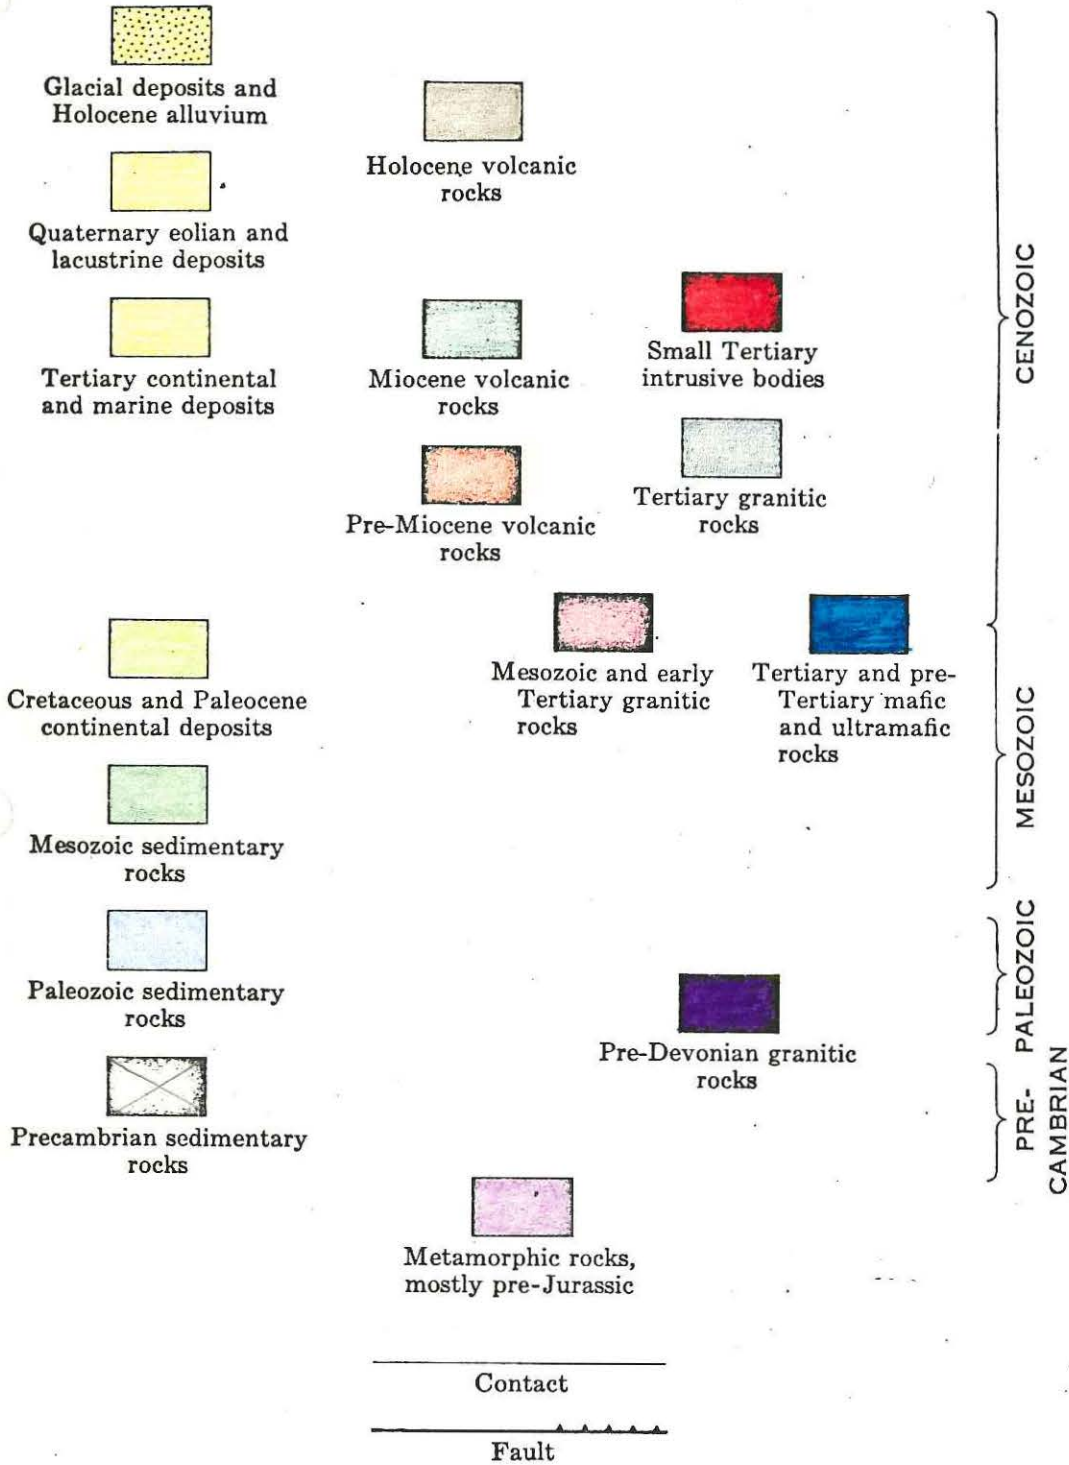 Glacial deposits and
Holocene alluvium
Holocene volcanic
rocks
Quaternary eolian and
lacustrine deposits
Tertiary continental
and marine deposits
Miocene volcanic
rocks
Small Tertiary
intrusive bodies
Pre-Miocene volcanic
rocks
Tertiary granitic
rocks
CENOZOIC
Cretaceous and Paleocene
continental deposits
Mesozoic and early
Tertiary granitic
rocks
Tertiary and pre-
Tertiary mafic
and ultramafic
rocks
Mesozoic sedimentary
rocks
MESOZOIC
Paleozoic sedimentary
rocks
Pre-Devonian granitic
rocks
PALEOZOIC
Precambrian sedimentary
rocks
PRE-
CAMBRIAN
Metamorphic rocks,
mostly pre-Jurassic
Contact
Fault